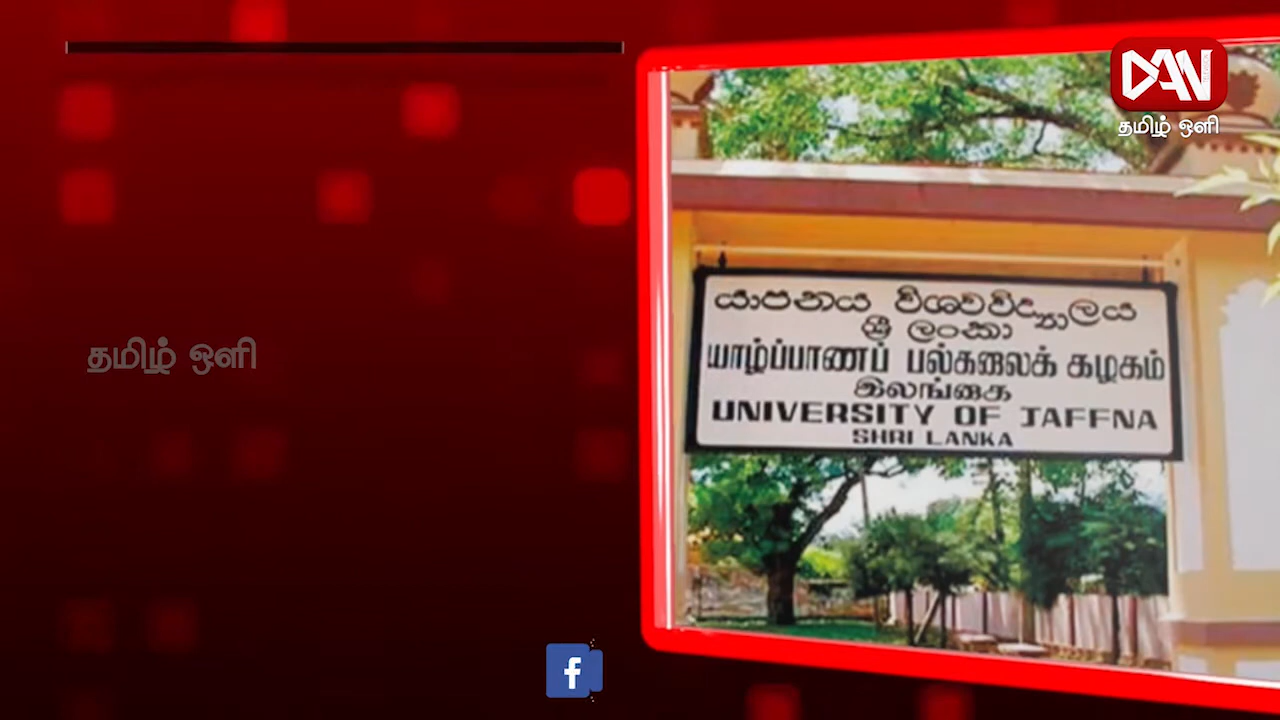 DAN
தமிழ் ஒளி
தமிழ் ஒளி
යාපනය විශ්වවිද්‍යාලය
ශ්‍රී ලංකා
யாழ்ப்பாணப் பல்கலைக் கழகம்
இலங்கை
UNIVERSITY OF JAFFNA
SHRI LANKA
f